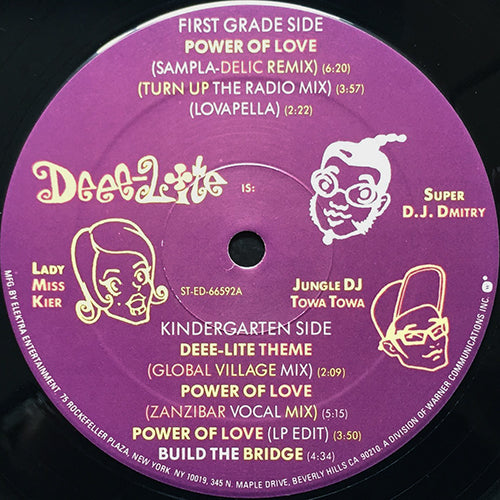 FIRST GRADE SIDE
POWER OF LOVE
(SAMPLA-DELIC REMIX) (6:20)
(TURN UP THE RADIO MIX) (3:57)
(LOVAPELLA) (2:22)
Deee-Lite IS:
SUPER
D.J. DMITRY
LADY
MISS
KIER
ST-ED-66592A
JUNGLE DJ
TOWA TOWA
KINDERGARTEN SIDE
DEEE-LITE THEME
(GLOBAL VILLAGE MIX) (2:09)
POWER OF LOVE
(ZANZIBAR VOCAL MIX) (5:15)
POWER OF LOVE (LP EDIT) (3:50)
BUILD THE BRIDGE (4:34)
MFG BY ELEKTRA ENTERTAINMENT, 75 ROCKEFELLER PLAZA, NEW YORK NY 10019, 345 N. MAPLE DRIVE, BEVERLY HILLS CA 90210. A DIVISION OF WARNER COMMUNICATIONS INC.